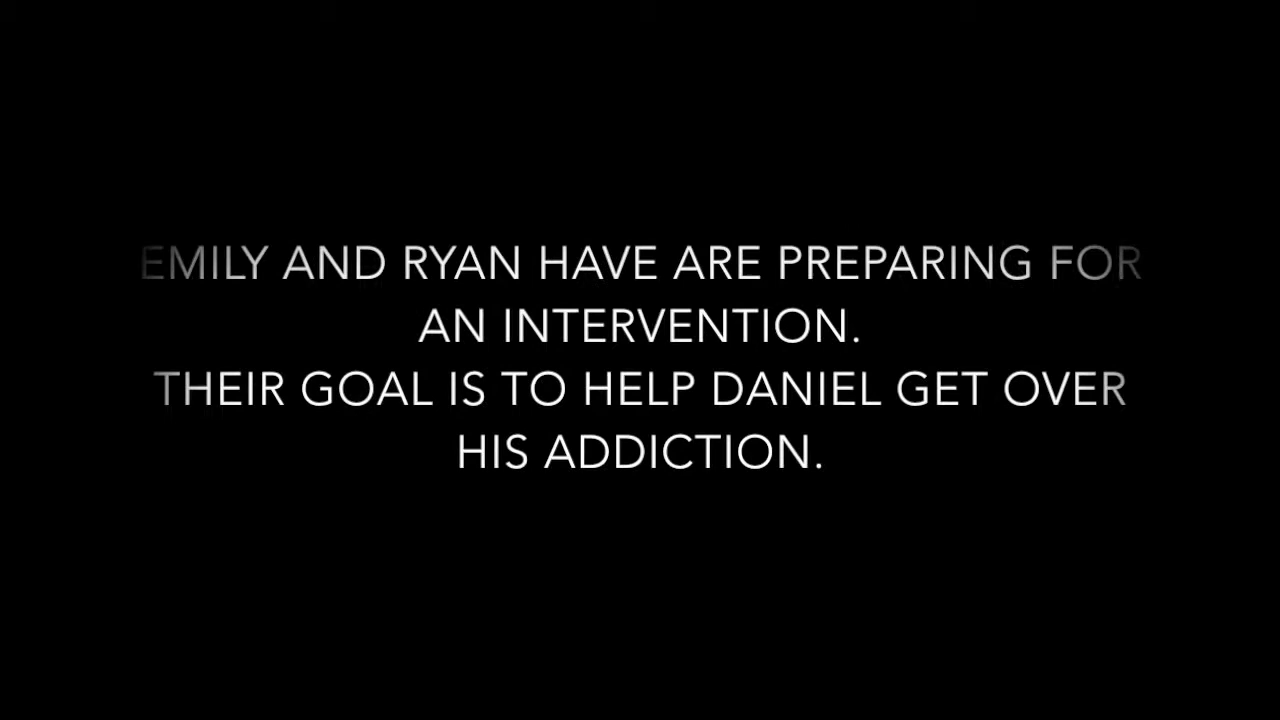 EMILY AND RYAN HAVE ARE PREPARING FOR
AN INTERVENTION.
THEIR GOAL IS TO HELP DANIEL GET OVER
HIS ADDICTION.